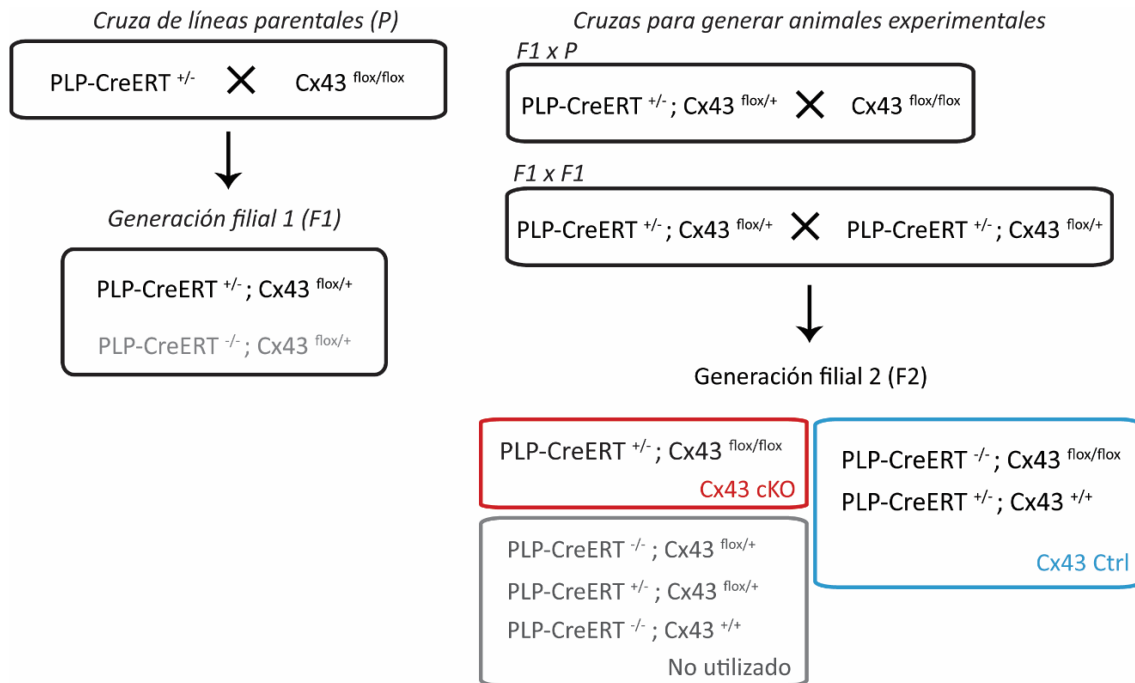 Cruza de líneas parentales (P)
PLP-CreERT +/- X Cx43 flox/flox
Generación filial 1 (F1)
PLP-CreERT +/- ; Cx43 flox/+
PLP-CreERT -/- ; Cx43 flox/+
Cruzas para generar animales experimentales
F1 x P
PLP-CreERT +/- ; Cx43 flox/+ X Cx43 flox/flox
F1 x F1
PLP-CreERT +/- ; Cx43 flox/+ X PLP-CreERT +/- ; Cx43 flox/+
Generación filial 2 (F2)
PLP-CreERT +/- ; Cx43 flox/flox
Cx43 cKO
PLP-CreERT -/- ; Cx43 flox/flox
PLP-CreERT +/- ; Cx43 +/+
Cx43 Ctrl
PLP-CreERT -/- ; Cx43 flox/+
PLP-CreERT +/- ; Cx43 flox/+
PLP-CreERT -/- ; Cx43 +/+
No utilizado